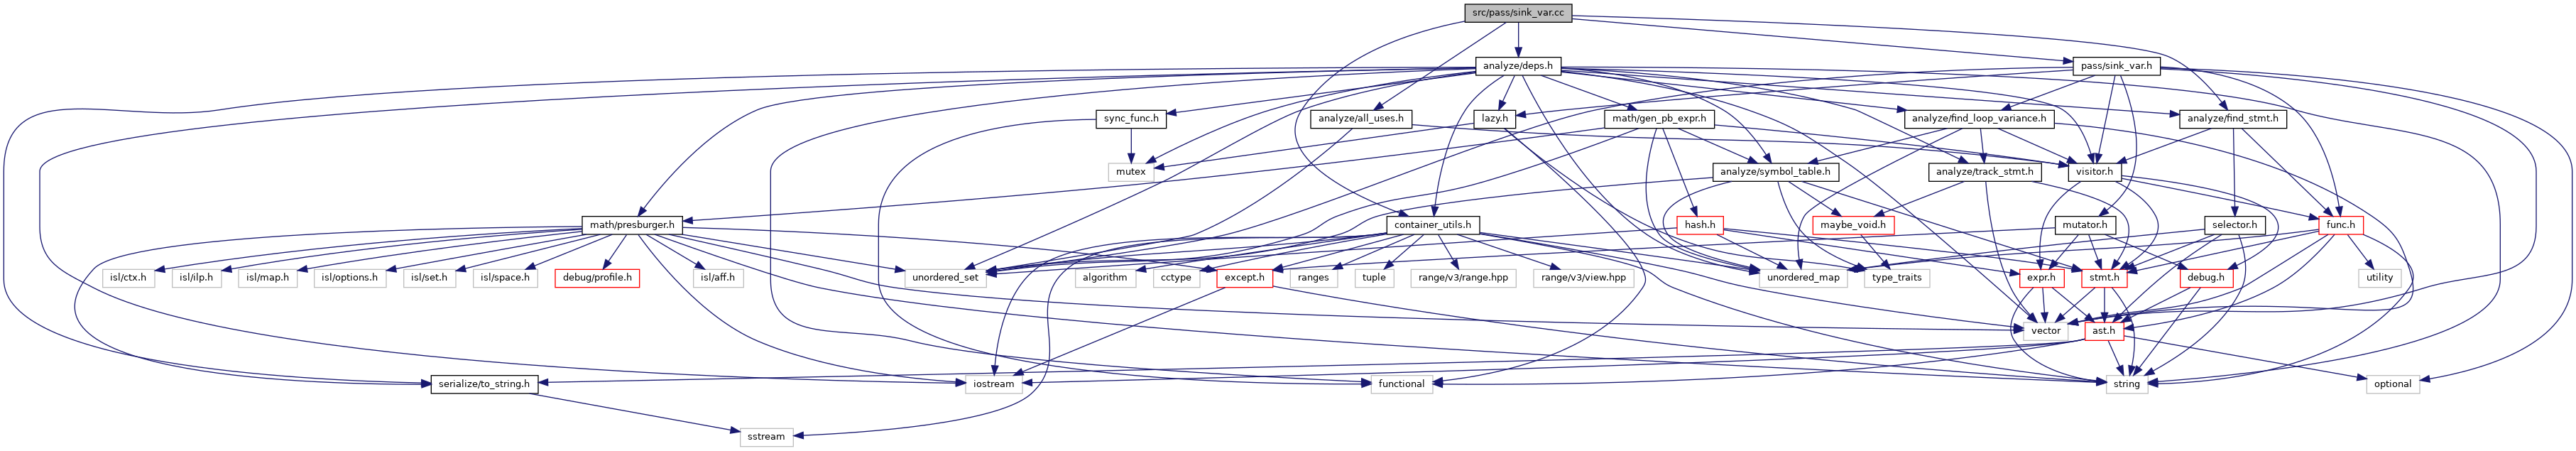 src/pass/sink_var.cc
analyze/deps.h
pass/sink_var.h
sync_func.h
analyze/all_uses.h
lazy.h
math/gen_pb_expr.h
analyze/find_loop_variance.h
analyze/find_stmt.h
mutex
analyze/symbol_table.h
analyze/track_stmt.h
visitor.h
math/presburger.h
container_utils.h
hash.h
maybe_void.h
mutator.h
selector.h
func.h
isl/ctx.h
isl/ilp.h
isl/map.h
isl/options.h
isl/set.h
isl/space.h
debug/profile.h
isl/aff.h
unordered_set
algorithm
cctype
except.h
ranges
tuple
range/v3/range.hpp
range/v3/view.hpp
unordered_map
type_traits
expr.h
stmt.h
debug.h
utility
vector
ast.h
serialize/to_string.h
iostream
functional
string
optional
sstream